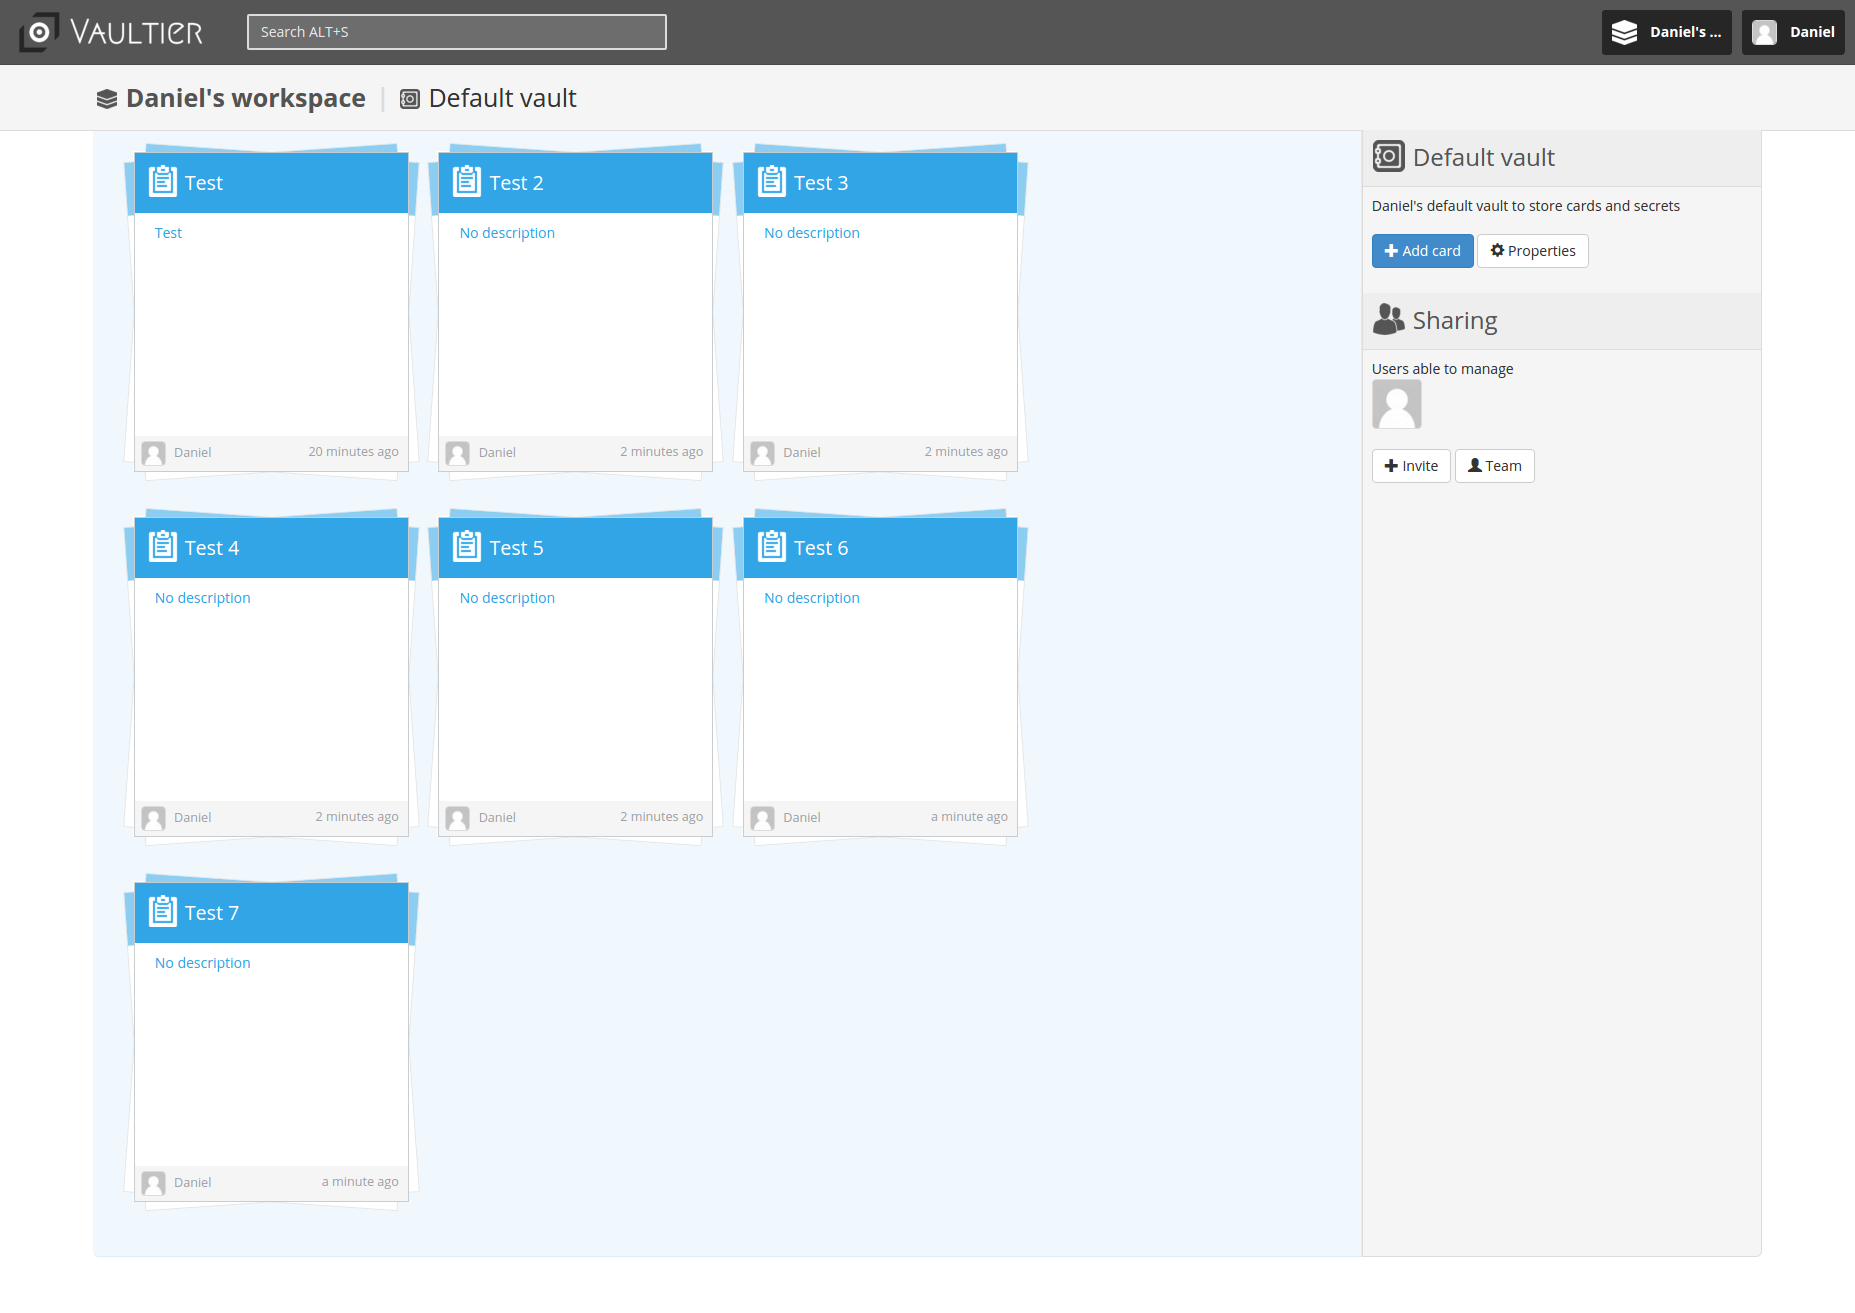 VAULTIER
Search ALT+S
Daniel's ...
Daniel
Daniel's workspace
Default vault
Test
Test
Daniel
20 minutes ago
Test 2
No description
Daniel
2 minutes ago
Test 3
No description
Daniel
2 minutes ago
Test 4
No description
Daniel
2 minutes ago
Test 5
No description
Daniel
2 minutes ago
Test 6
No description
Daniel
a minute ago
Test 7
No description
Daniel
a minute ago
Default vault
Daniel's default vault to store cards and secrets
Add card
Properties
Sharing
Users able to manage
Invite
Team